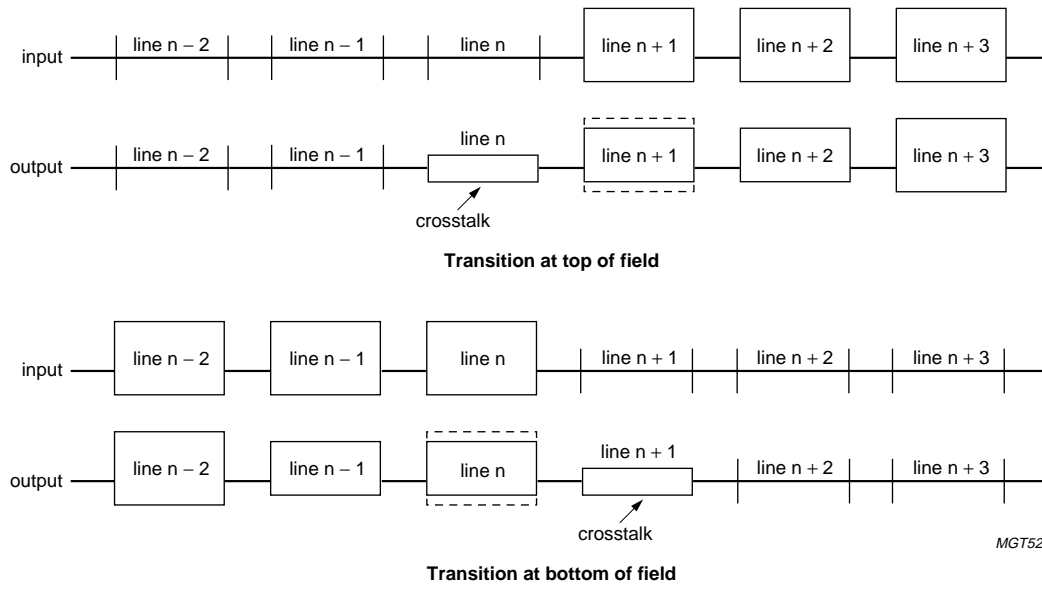 line n − 2 line n − 1 line n line n + 1 line n + 2 line n + 3
input
line n
line n − 2 line n − 1 line n + 1 line n + 2 line n + 3
output
crosstalk
Transition at top of field
line n − 2 line n − 1 line n line n + 1 line n + 2 line n + 3
input
line n + 1
line n − 2 line n − 1 line n line n + 2 line n + 3
output
crosstalk
MGT52
Transition at bottom of field